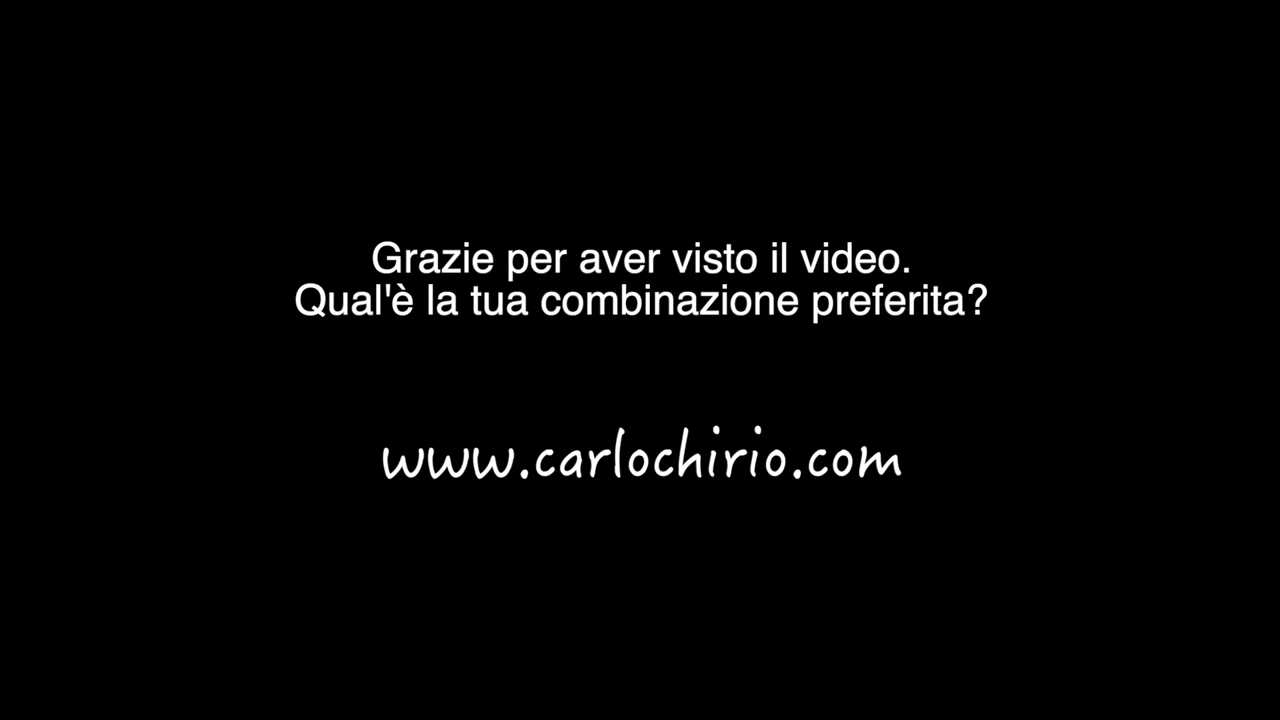 Grazie per aver visto il video.
Qual'è la tua combinazione preferita?
www.carlochirio.com